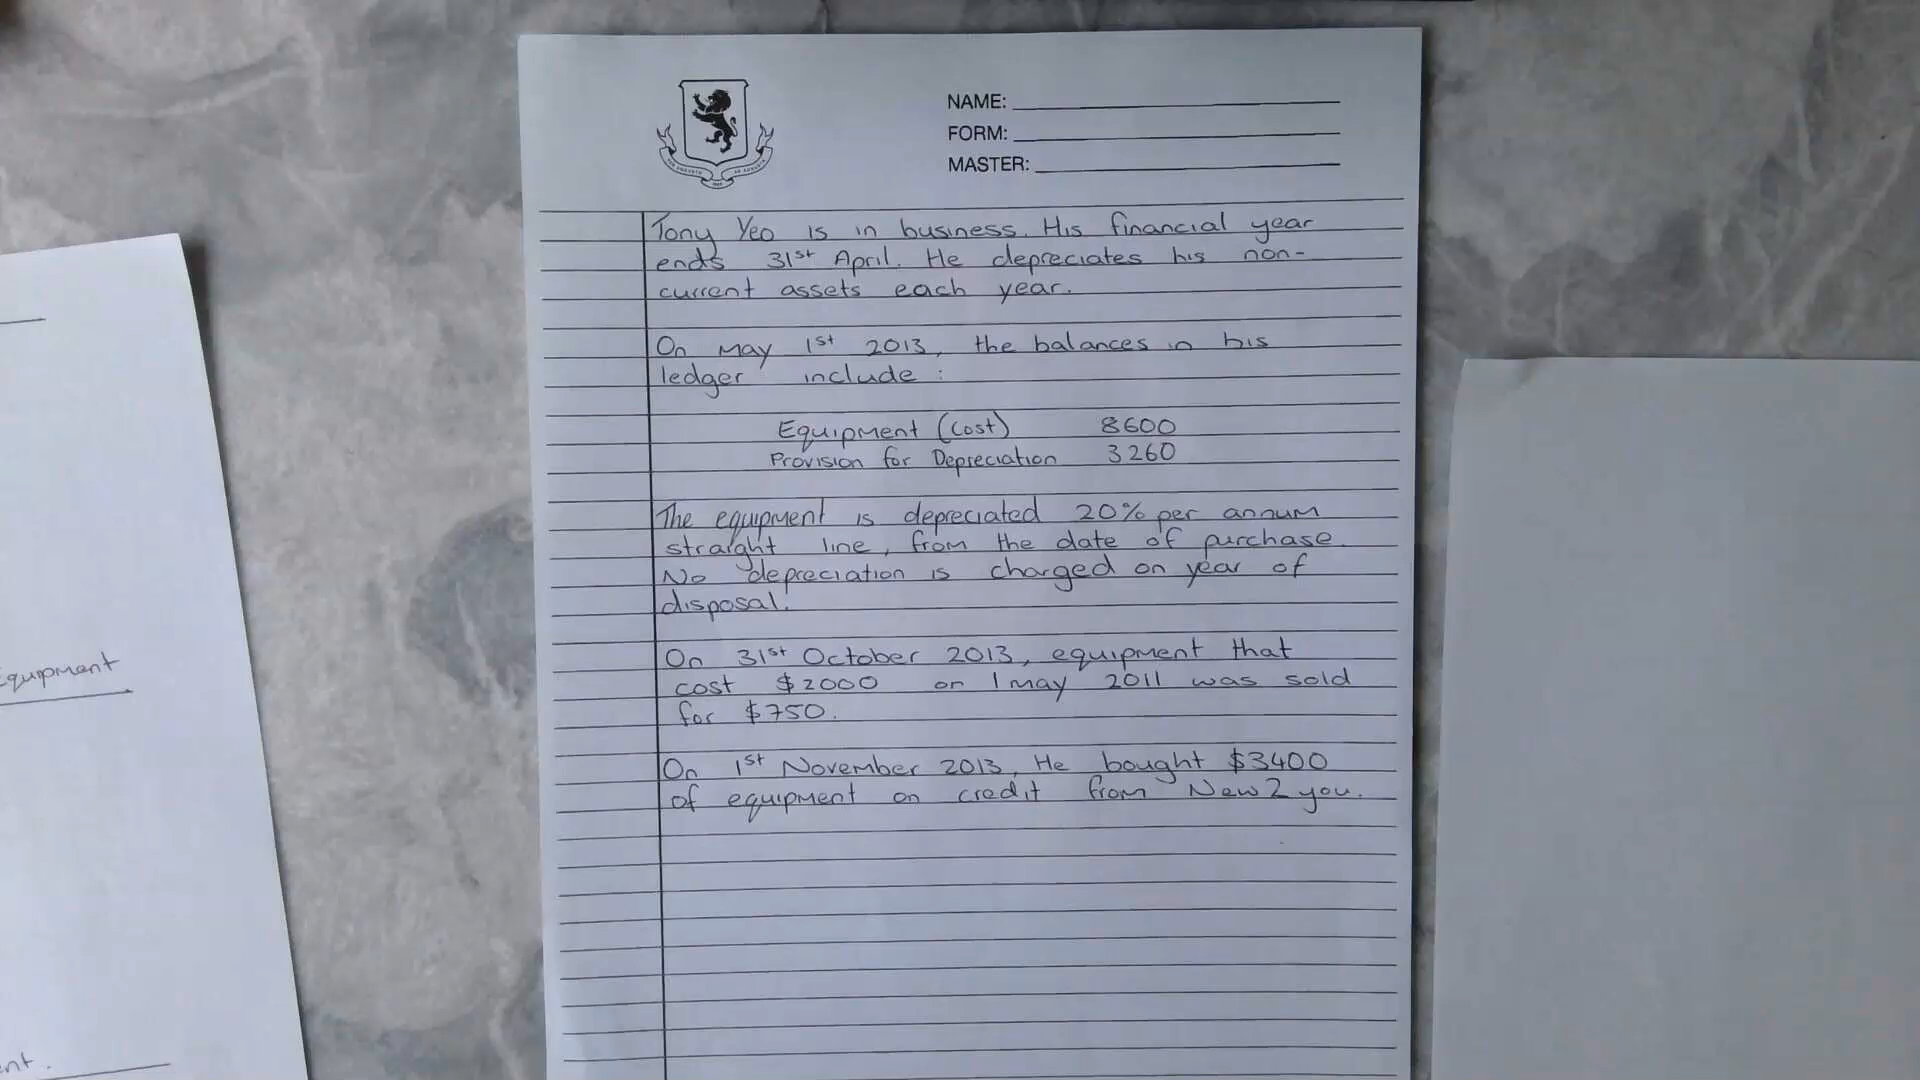 NAME:
FORM:
MASTER:
Tony Yeo is in business. His financial year
ends 31st April. He depreciates his non-
current assets each year.
On May 1st 2013, the balances in his
ledger include :
Equipment (Cost) 8600
Provision for Depreciation 3260
The equipment is depreciated 20% per annum
straight line, from the date of purchase.
No depreciation is charged on year of
disposal.
On 31st October 2013, equipment that
cost $2000 on 1 May 2011 was sold
for $750.
On 1st November 2013, He bought $3400
of equipment on credit from New 2 you.